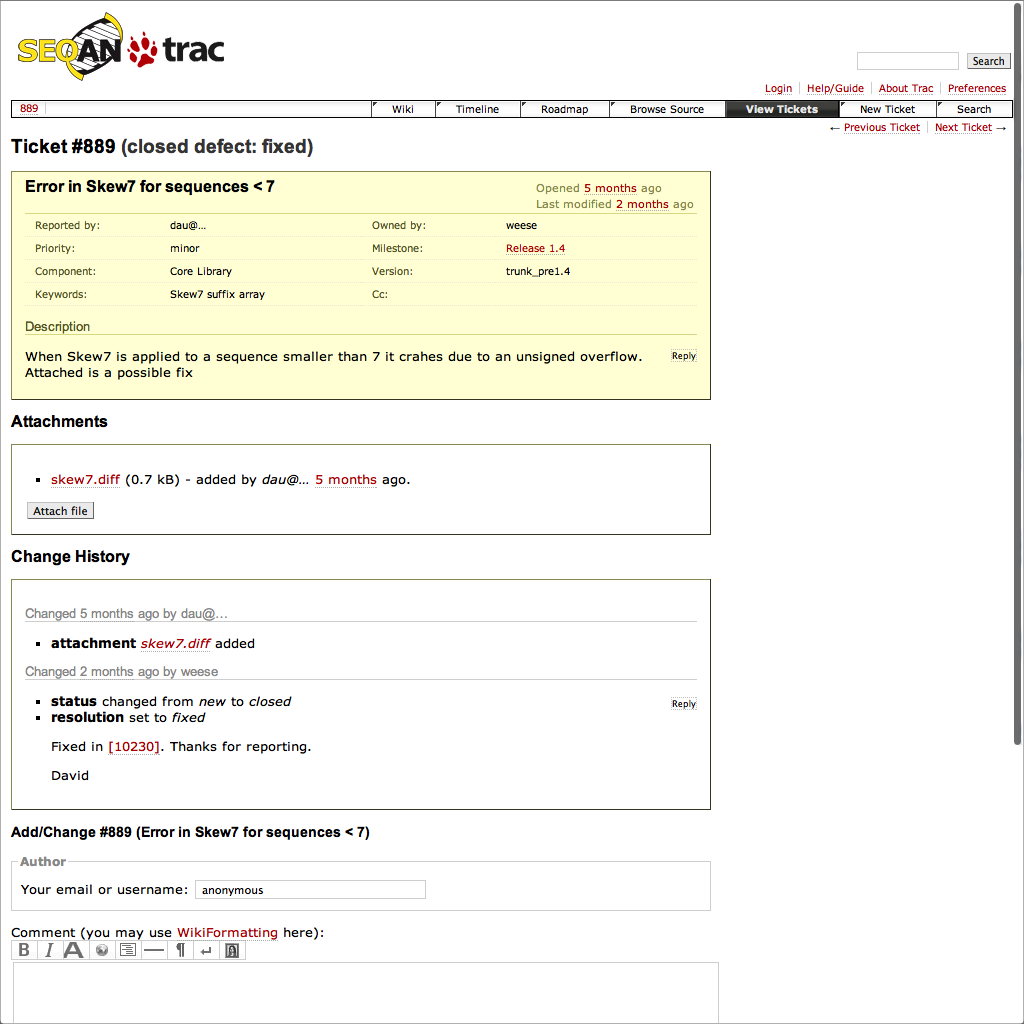 SEQAN trac
Search
Login Help/Guide About Trac Preferences
889 Wiki Timeline Roadmap Browse Source View Tickets New Ticket Search
← Previous Ticket Next Ticket →
Ticket #889 (closed defect: fixed)
Error in Skew7 for sequences < 7
Opened 5 months ago
Last modified 2 months ago
Reported by: dau@... Owned by: weese
Priority: minor Milestone: Release 1.4
Component: Core Library Version: trunk_pre1.4
Keywords: Skew7 suffix array Cc:
Description
When Skew7 is applied to a sequence smaller than 7 it crahes due to an unsigned overflow. Reply
Attached is a possible fix
Attachments
▪ skew7.diff (0.7 kB) - added by dau@... 5 months ago.
Attach file
Change History
Changed 5 months ago by dau@...
▪ attachment skew7.diff added
Changed 2 months ago by weese
▪ status changed from new to closed Reply
▪ resolution set to fixed
Fixed in [10230]. Thanks for reporting.
David
Add/Change #889 (Error in Skew7 for sequences < 7)
Author
Your email or username: anonymous
Comment (you may use WikiFormatting here):
B I A ¶ ↵